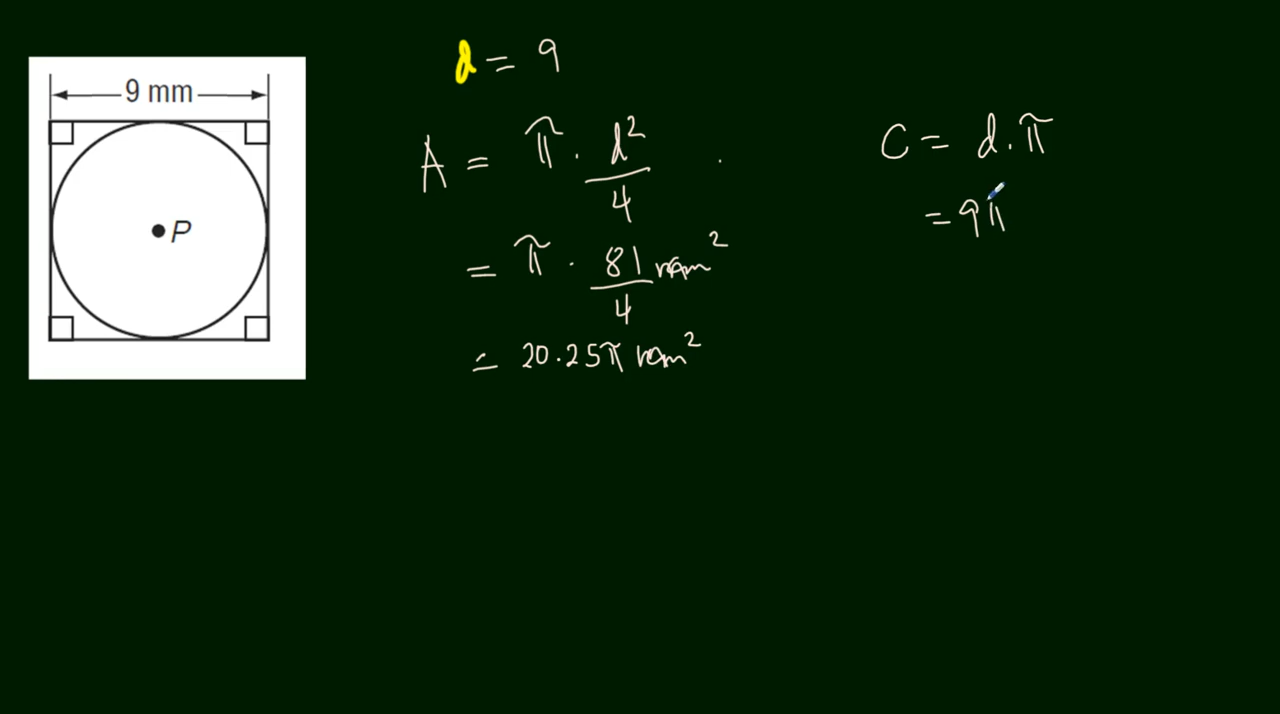 9 mm
P
d = 9
A = π · d²/4
= π · 81/4 mm²
= 20.25π mm²
C = d.π
= 9π